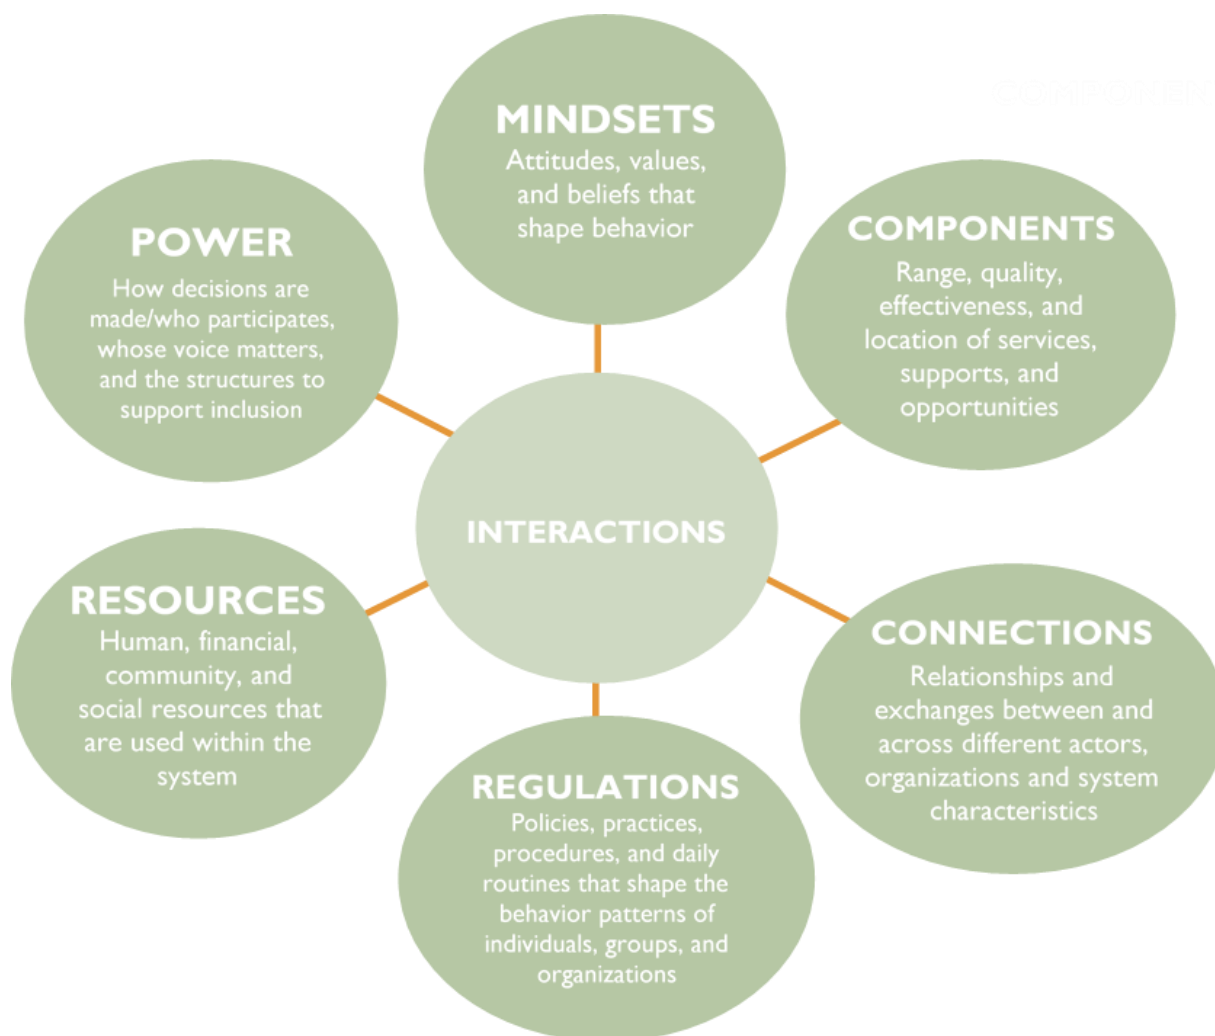 MINDSETS
Attitudes, values,
and beliefs that
shape behavior
COMPONENTS
Range, quality,
effectiveness, and
location of services,
supports, and
opportunities
CONNECTIONS
Relationships and
exchanges between and
across different actors,
organizations and system
characteristics
REGULATIONS
Policies, practices,
procedures, and daily
routines that shape the
behavior patterns of
individuals, groups, and
organizations
RESOURCES
Human, financial,
community, and
social resources that
are used within the
system
POWER
How decisions are
made/who participates,
whose voice matters,
and the structures to
support inclusion
INTERACTIONS